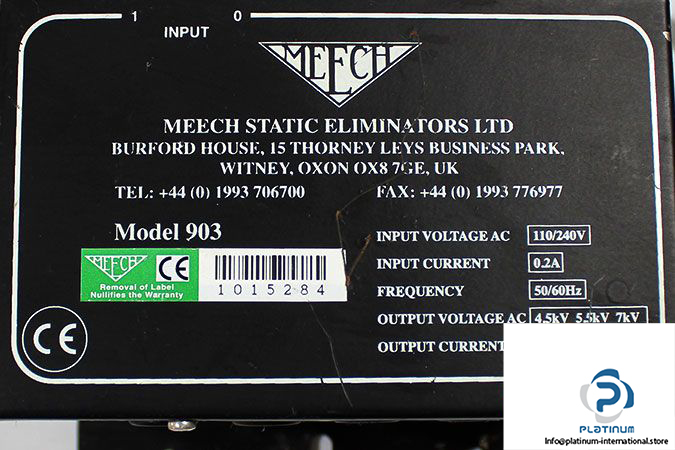 1 0
INPUT
MEECH
MEECH STATIC ELIMINATORS LTD
BURFORD HOUSE, 15 THORNEY LEYS BUSINESS PARK,
WITNEY, OXON OX8 7GE, UK
TEL: +44 (0) 1993 706700 FAX: +44 (0) 1993 776977
Model 903
MEECH CE
Removal of Label
Nullifies the Warranty
1015284
CE
INPUT VOLTAGE AC 110/240V
INPUT CURRENT 0.2A
FREQUENCY 50/60Hz
OUTPUT VOLTAGE AC 4.5kV 5.5kV 7kV
OUTPUT CURRENT
PLATINUM
info@platinum-international.store